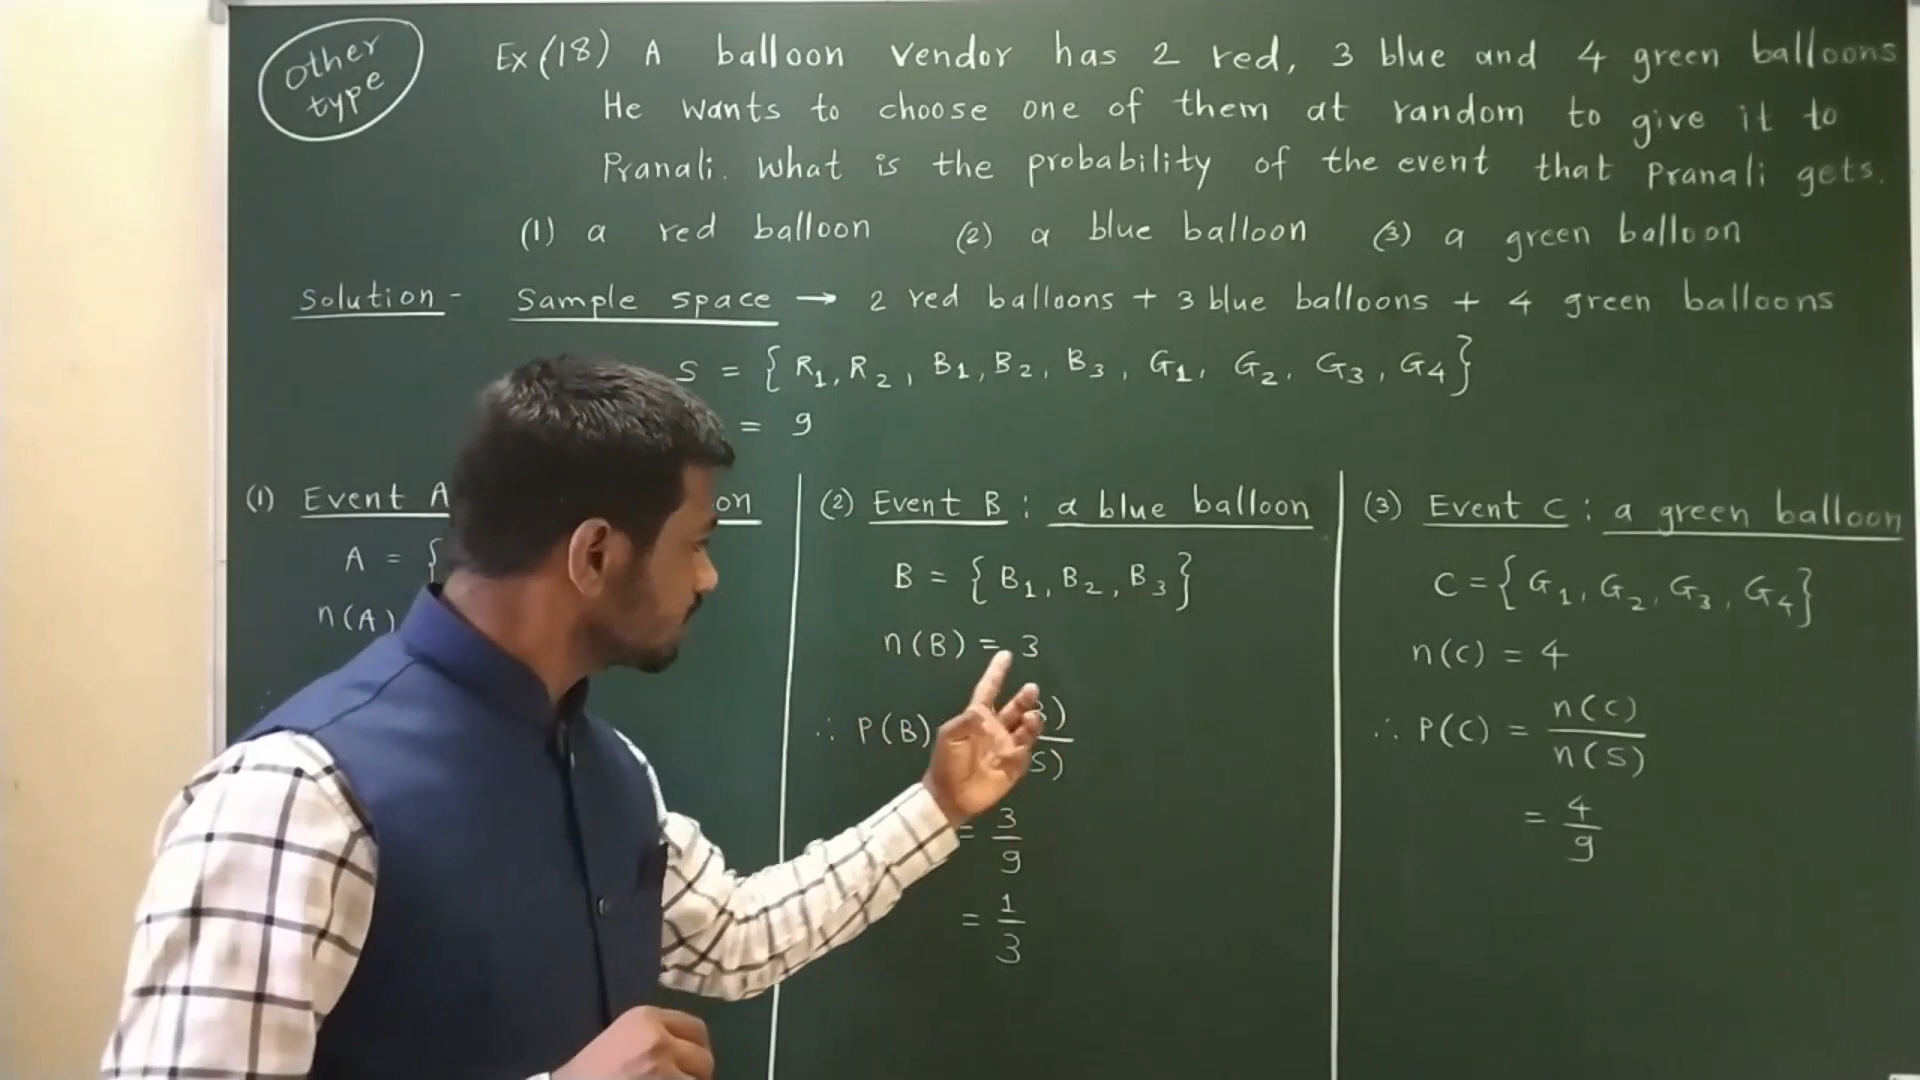 other type
Ex (18) A balloon vendor has 2 red, 3 blue and 4 green balloons
He wants to choose one of them at random to give it to
Pranali. what is the probability of the event that Pranali gets.
(1) a red balloon (2) a blue balloon (3) a green balloon
Solution - Sample space → 2 red balloons + 3 blue balloons + 4 green balloons
S = {R₁, R₂, B₁, B₂, B₃, G₁, G₂, G₃, G₄}
= 9
(1) Event A on
A = {
n(A)
(2) Event B : a blue balloon
B = {B₁, B₂, B₃}
n(B) = 3
∴ P(B)
S)
= 3/9
= 1/3
(3) Event C : a green balloon
C = {G₁, G₂, G₃, G₄}
n(C) = 4
∴ P(C) = n(C)/n(S)
= 4/9